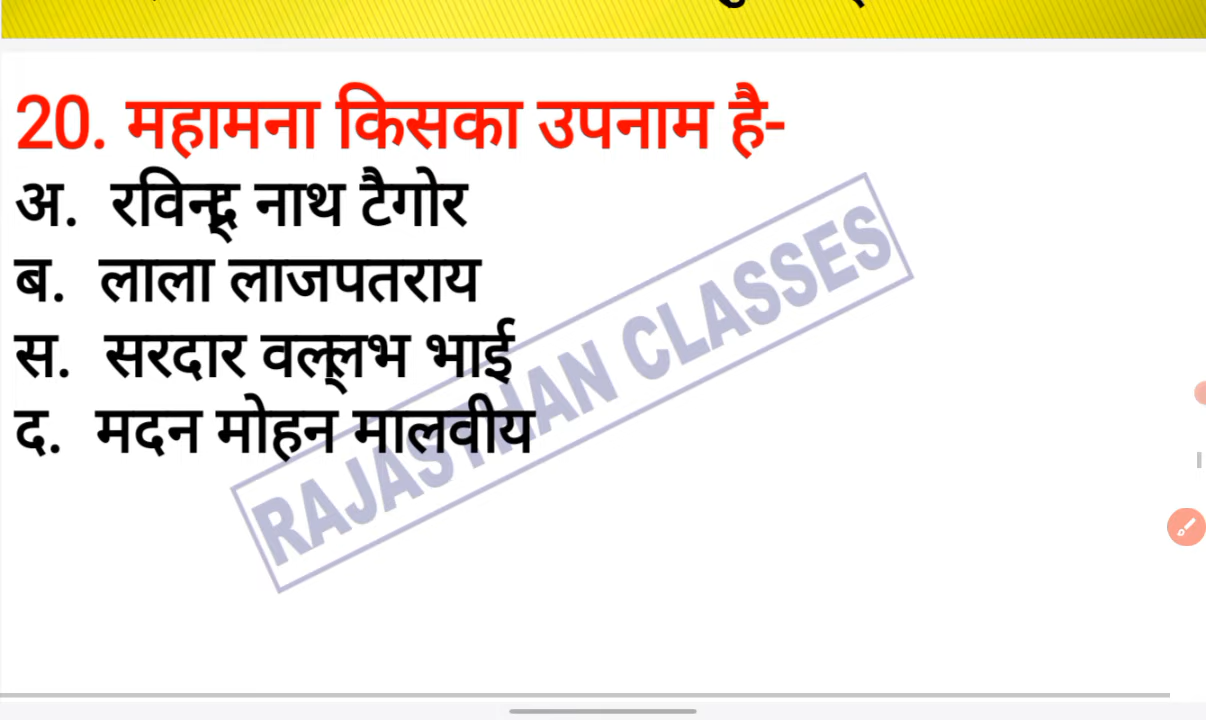 20. महामना किसका उपनाम है-
अ. रविन्द्र नाथ टैगोर
ब. लाला लाजपतराय
स. सरदार वल्लभ भाई
द. मदन मोहन मालवीय
RAJASTHAN CLASSES